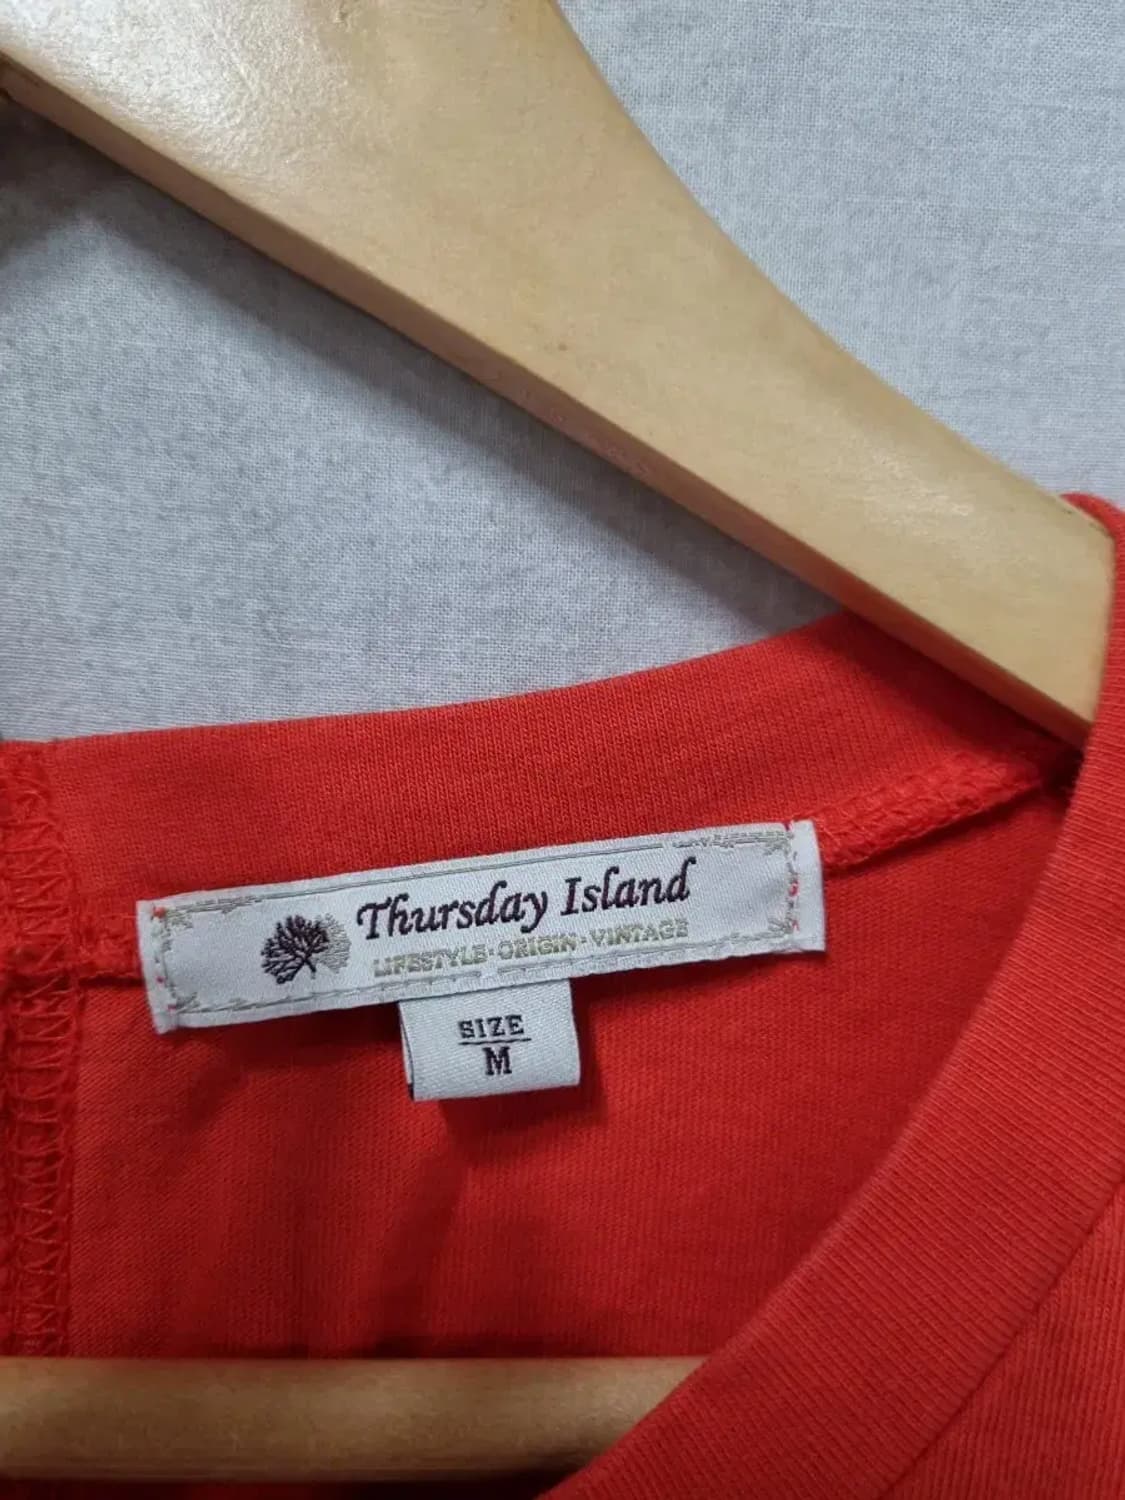 Thursday Island
LIFESTYLE·ORIGIN·VINTAGE
SIZE
M